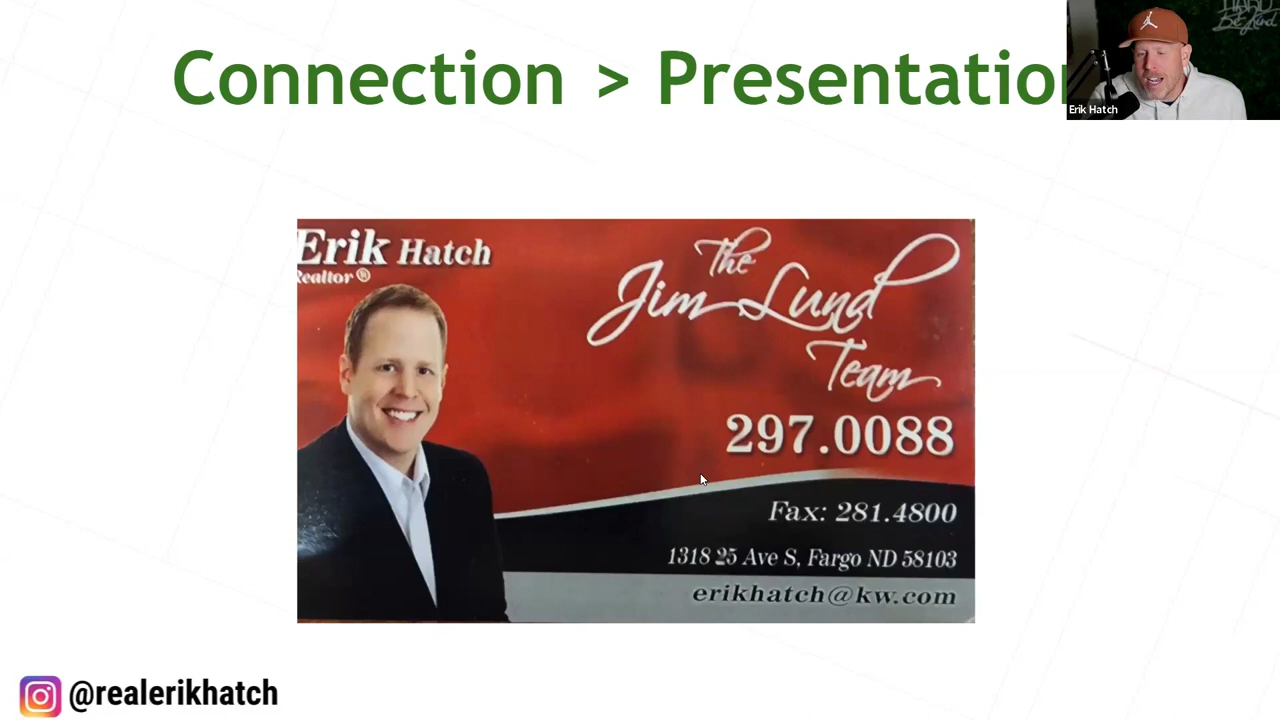 Connection > Presentation
Erik Hatch
Erik Hatch
Realtor®
The
Jim Lund
Team
297.0088
Fax: 281.4800
1318 25 Ave S, Fargo ND 58103
erikhatch@kw.com
@realerikhatch